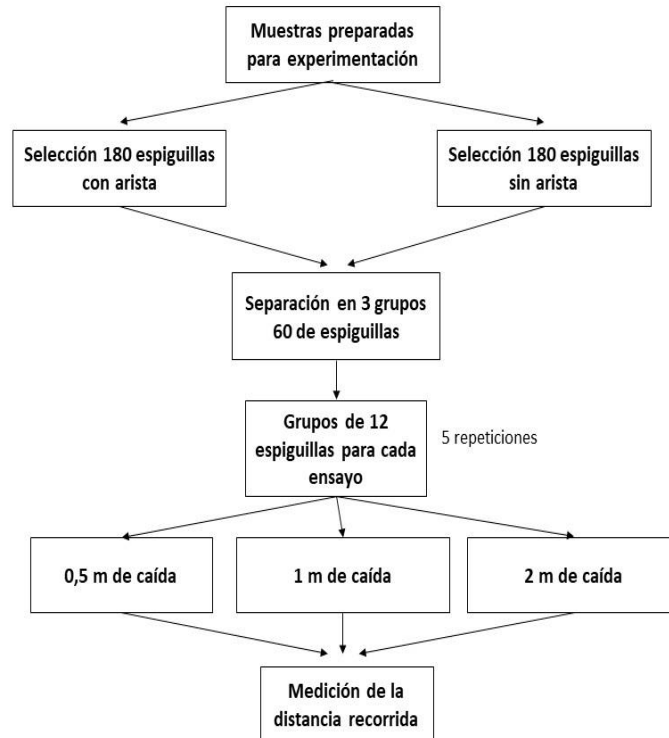 Muestras preparadas
para experimentación
Selección 180 espiguillas
con arista
Selección 180 espiguillas
sin arista
Separación en 3 grupos
60 de espiguillas
Grupos de 12
espiguillas para cada
ensayo
5 repeticiones
0,5 m de caída
1 m de caída
2 m de caída
Medición de la
distancia recorrida